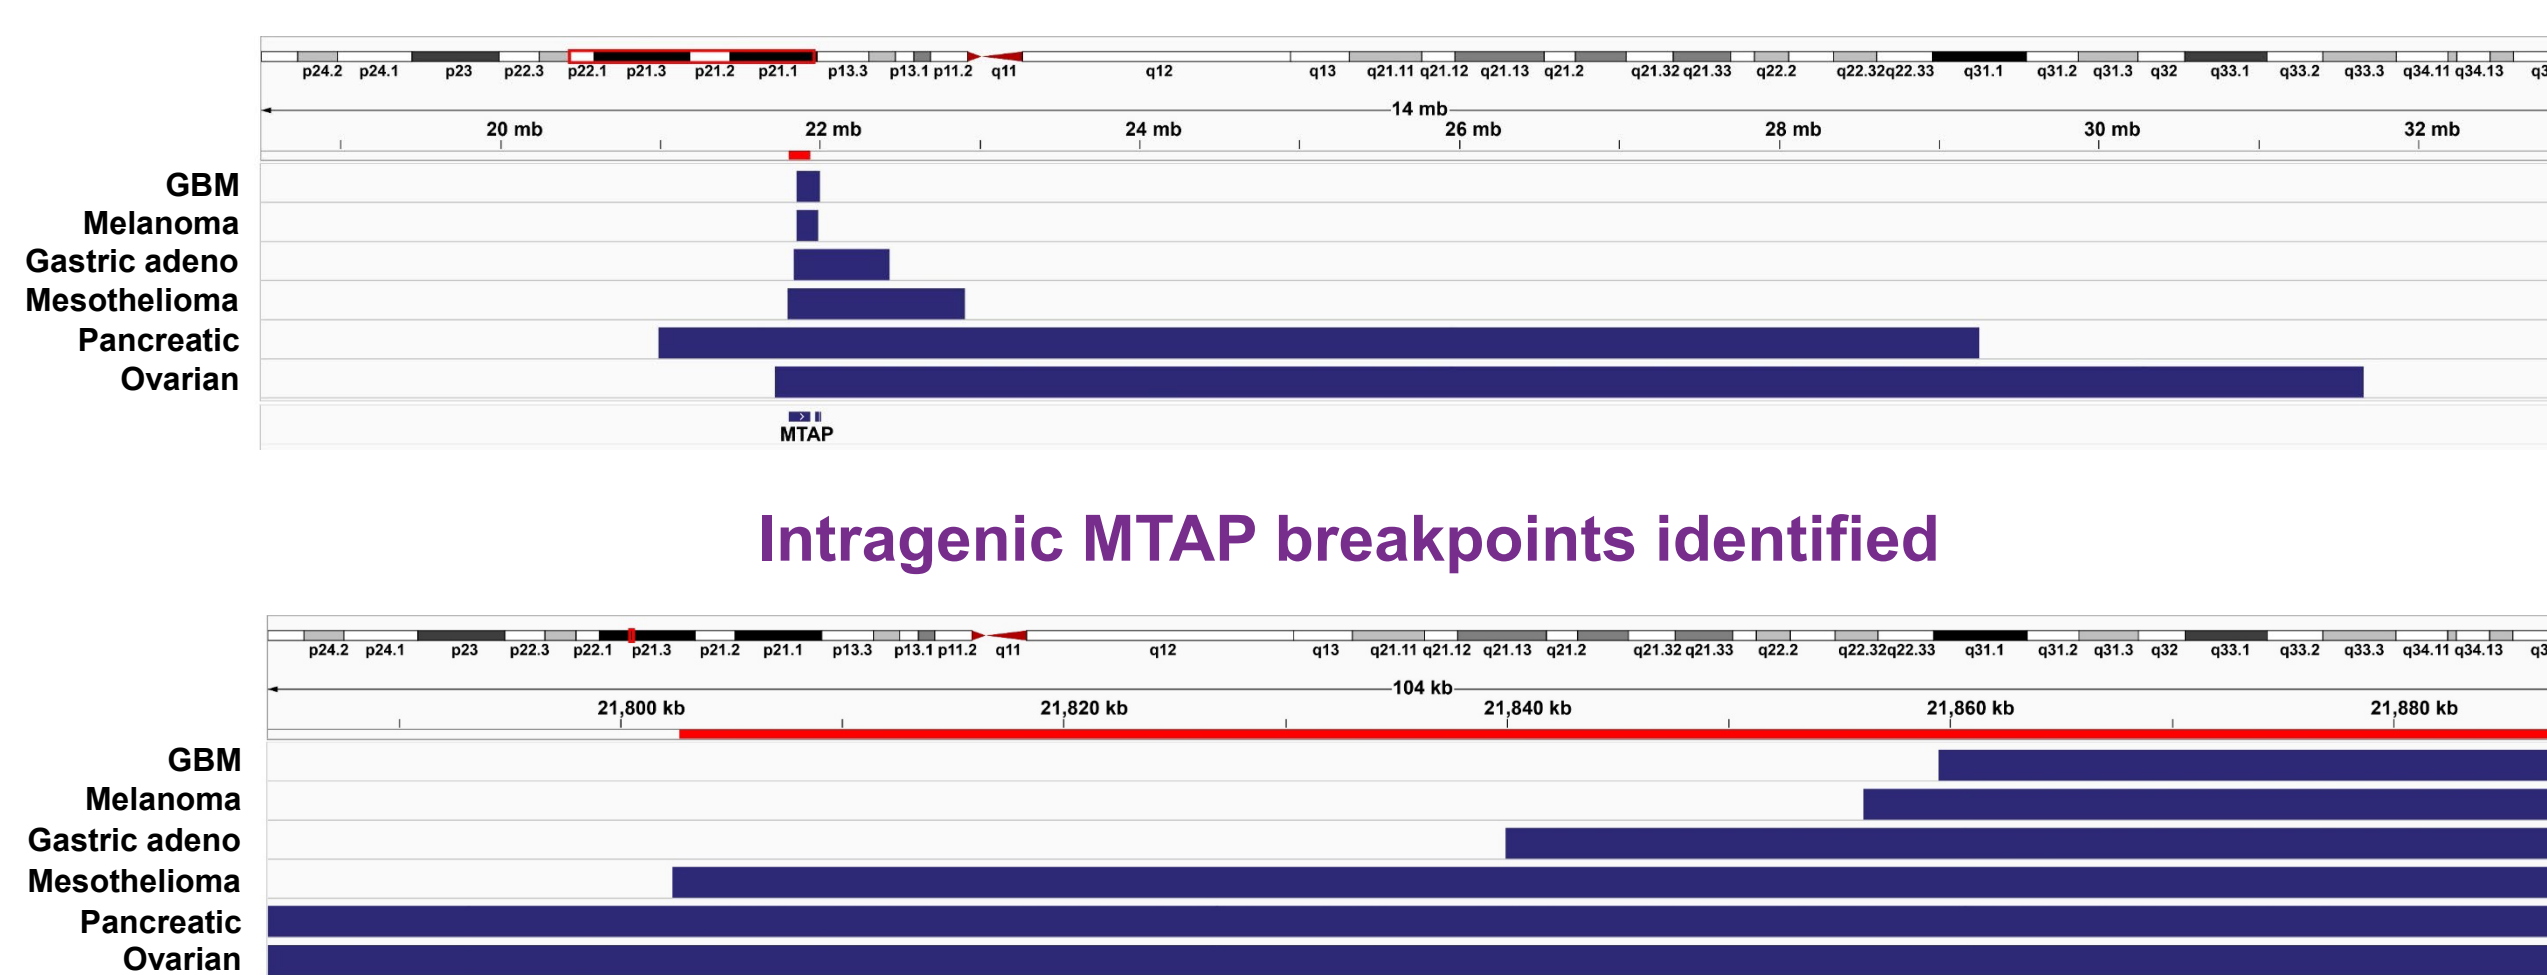 p24.2 p24.1 p23 p22.3 p22.1 p21.3 p21.2 p21.1 p13.3 p13.1 p11.2 q11 q12 q13 q21.11 q21.12 q21.13 q21.2 q21.32 q21.33 q22.2 q22.32 q22.33 q31.1 q31.2 q31.3 q32 q33.1 q33.2 q33.3 q34.11 q34.13
14 mb
20 mb 22 mb 24 mb 26 mb 28 mb 30 mb 32 mb
GBM
Melanoma
Gastric adeno
Mesothelioma
Pancreatic
Ovarian
MTAP
Intragenic MTAP breakpoints identified
p24.2 p24.1 p23 p22.3 p22.1 p21.3 p21.2 p21.1 p13.3 p13.1 p11.2 q11 q12 q13 q21.11 q21.12 q21.13 q21.2 q21.32 q21.33 q22.2 q22.32 q22.33 q31.1 q31.2 q31.3 q32 q33.1 q33.2 q33.3 q34.11 q34.13
104 kb
21,800 kb 21,820 kb 21,840 kb 21,860 kb 21,880 kb
GBM
Melanoma
Gastric adeno
Mesothelioma
Pancreatic
Ovarian